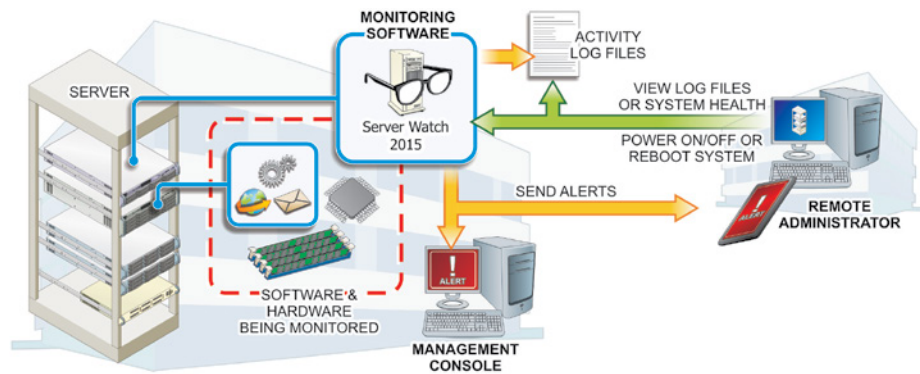 MONITORING
SOFTWARE
Server Watch
2015
ACTIVITY
LOG FILES
SERVER
VIEW LOG FILES
OR SYSTEM HEALTH
POWER ON/OFF OR
REBOOT SYSTEM
SEND ALERTS
ALERT
REMOTE
ADMINISTRATOR
ALERT
SOFTWARE &
HARDWARE
BEING MONITORED
MANAGEMENT
CONSOLE